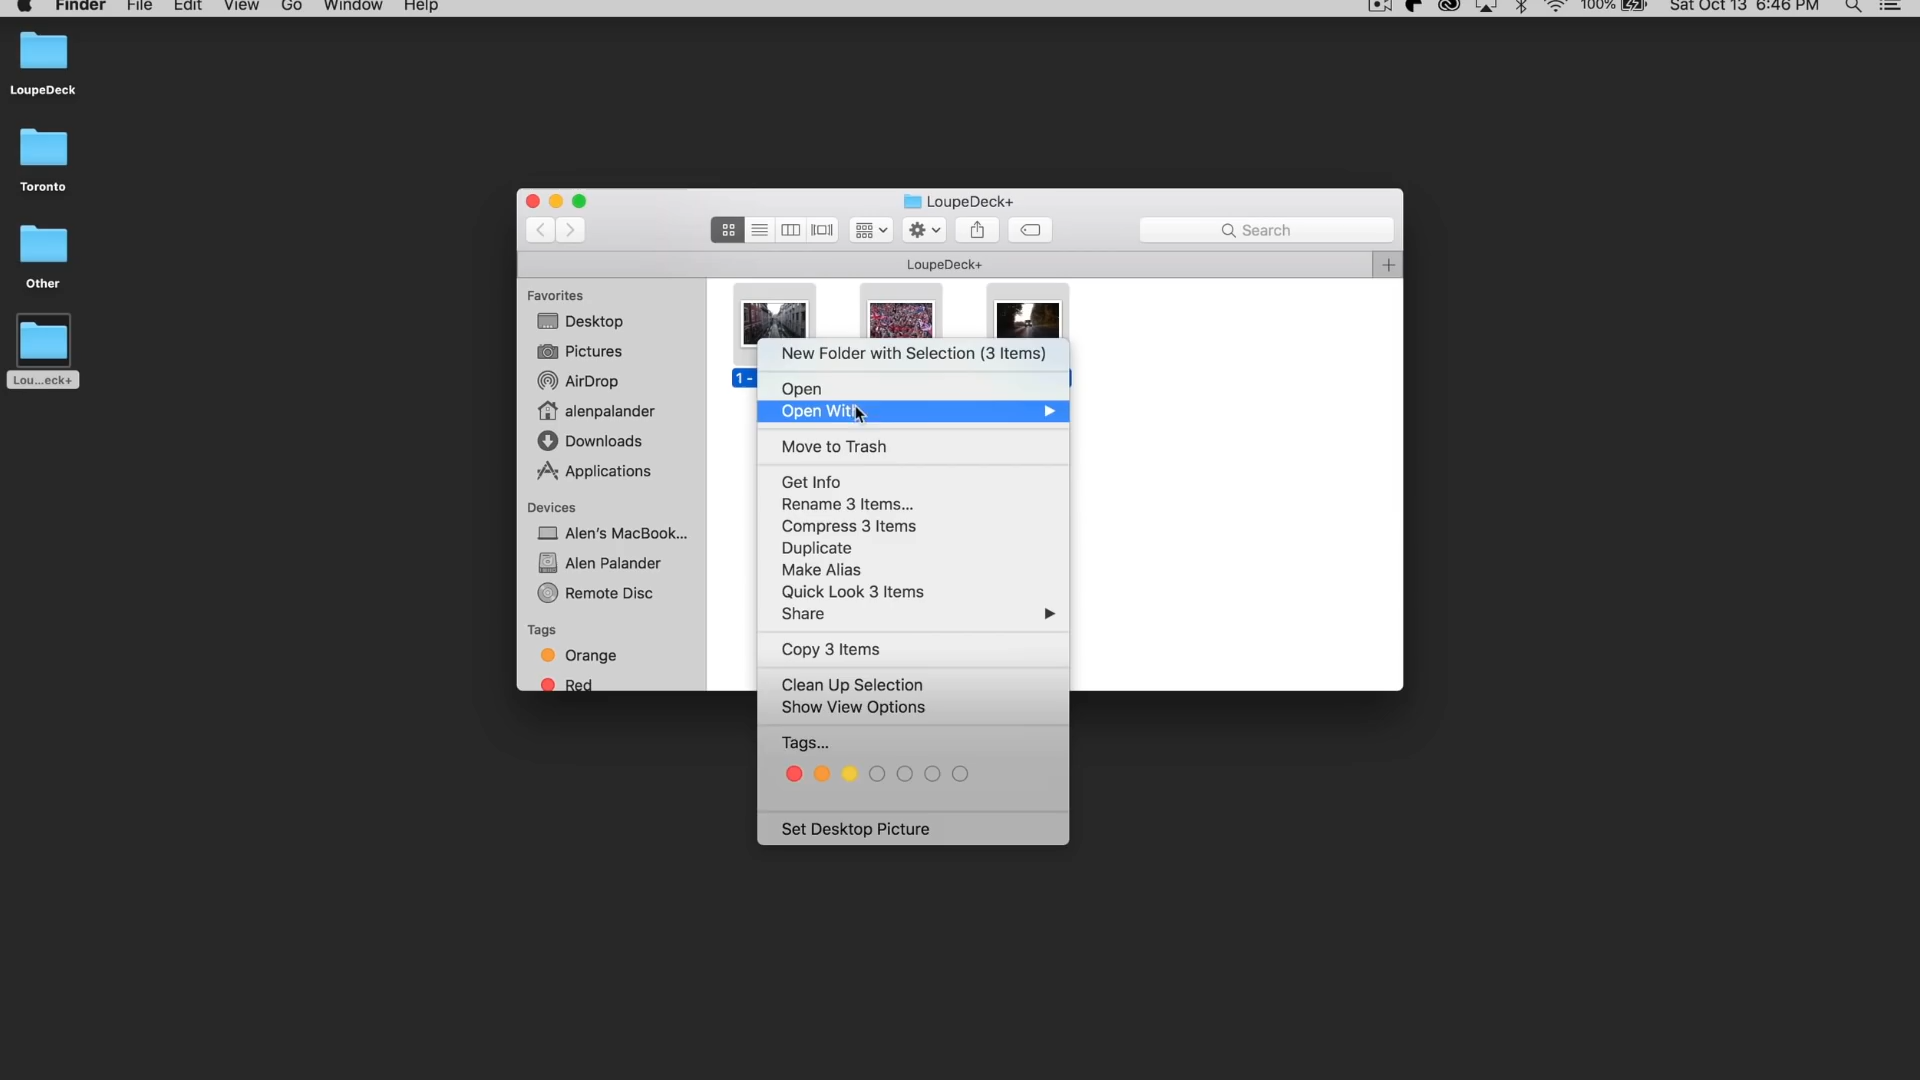 Finder File Edit View Go Window Help 100% Sat Oct 13 6:46 PM
LoupeDeck
Toronto
Other
Lou...eck+
LoupeDeck+
Search
LoupeDeck+
Favorites
Desktop
Pictures
AirDrop
alenpalander
Downloads
Applications
Devices
Alen's MacBook...
Alen Palander
Remote Disc
Tags
Orange
Red
1 -
New Folder with Selection (3 Items)
Open
Open With
Move to Trash
Get Info
Rename 3 Items...
Compress 3 Items
Duplicate
Make Alias
Quick Look 3 Items
Share
Copy 3 Items
Clean Up Selection
Show View Options
Tags...
Set Desktop Picture